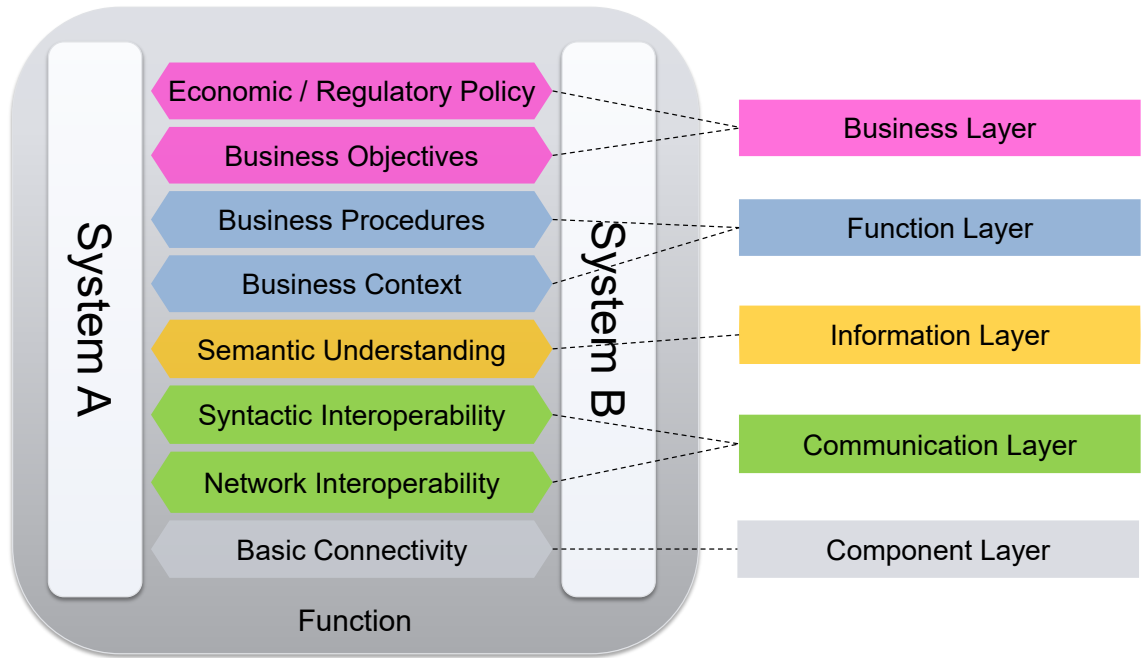 System A
Economic / Regulatory Policy
Business Objectives
Business Procedures
Business Context
Semantic Understanding
Syntactic Interoperability
Network Interoperability
Basic Connectivity
System B
Function
Business Layer
Function Layer
Information Layer
Communication Layer
Component Layer